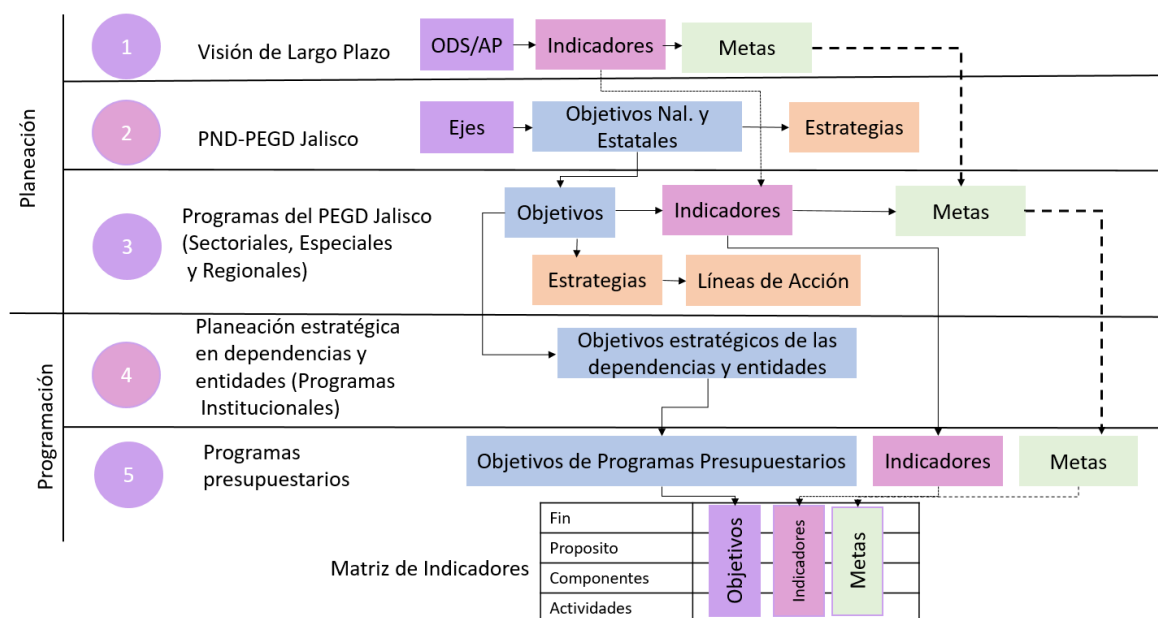 Planeación
Programación
1
Visión de Largo Plazo
ODS/AP
Indicadores
Metas
2
PND-PEGD Jalisco
Ejes
Objetivos Nal. y
Estatales
Estrategias
3
Programas del PEGD Jalisco
(Sectoriales, Especiales
y Regionales)
Objetivos
Indicadores
Metas
Estrategias
Líneas de Acción
4
Planeación estratégica
en dependencias y
entidades (Programas
Institucionales)
Objetivos estratégicos de las
dependencias y entidades
5
Programas
presupuestarios
Objetivos de Programas Presupuestarios
Indicadores
Metas
Matriz de Indicadores
Fin
Proposito
Componentes
Actividades
Objetivos
Indicadores
Metas